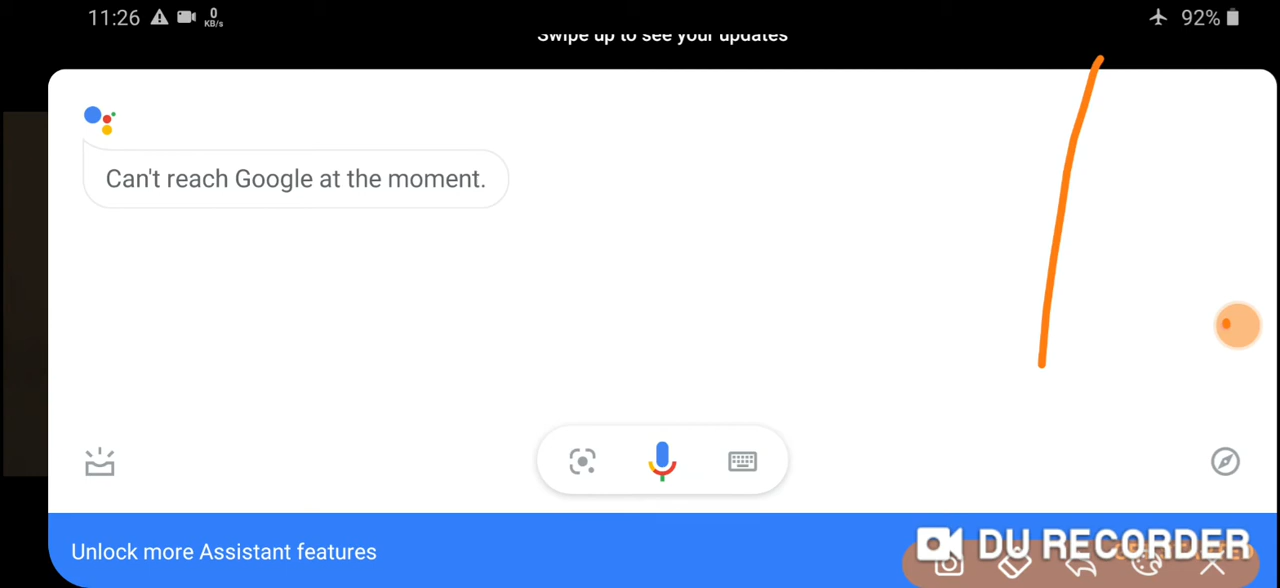 11:26
0
KB/s
92%
Swipe up to see your updates
Can't reach Google at the moment.
Unlock more Assistant features
DU RECORDER